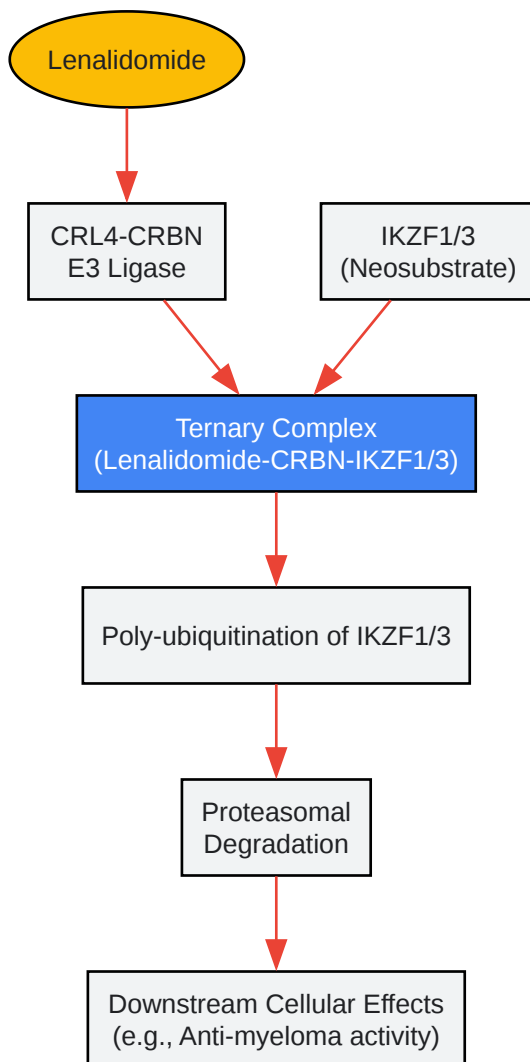 Lenalidomide
CRL4-CRBN
E3 Ligase
IKZF1/3
(Neosubstrate)
Ternary Complex
(Lenalidomide-CRBN-IKZF1/3)
Poly-ubiquitination of IKZF1/3
Proteasomal
Degradation
Downstream Cellular Effects
(e.g., Anti-myeloma activity)